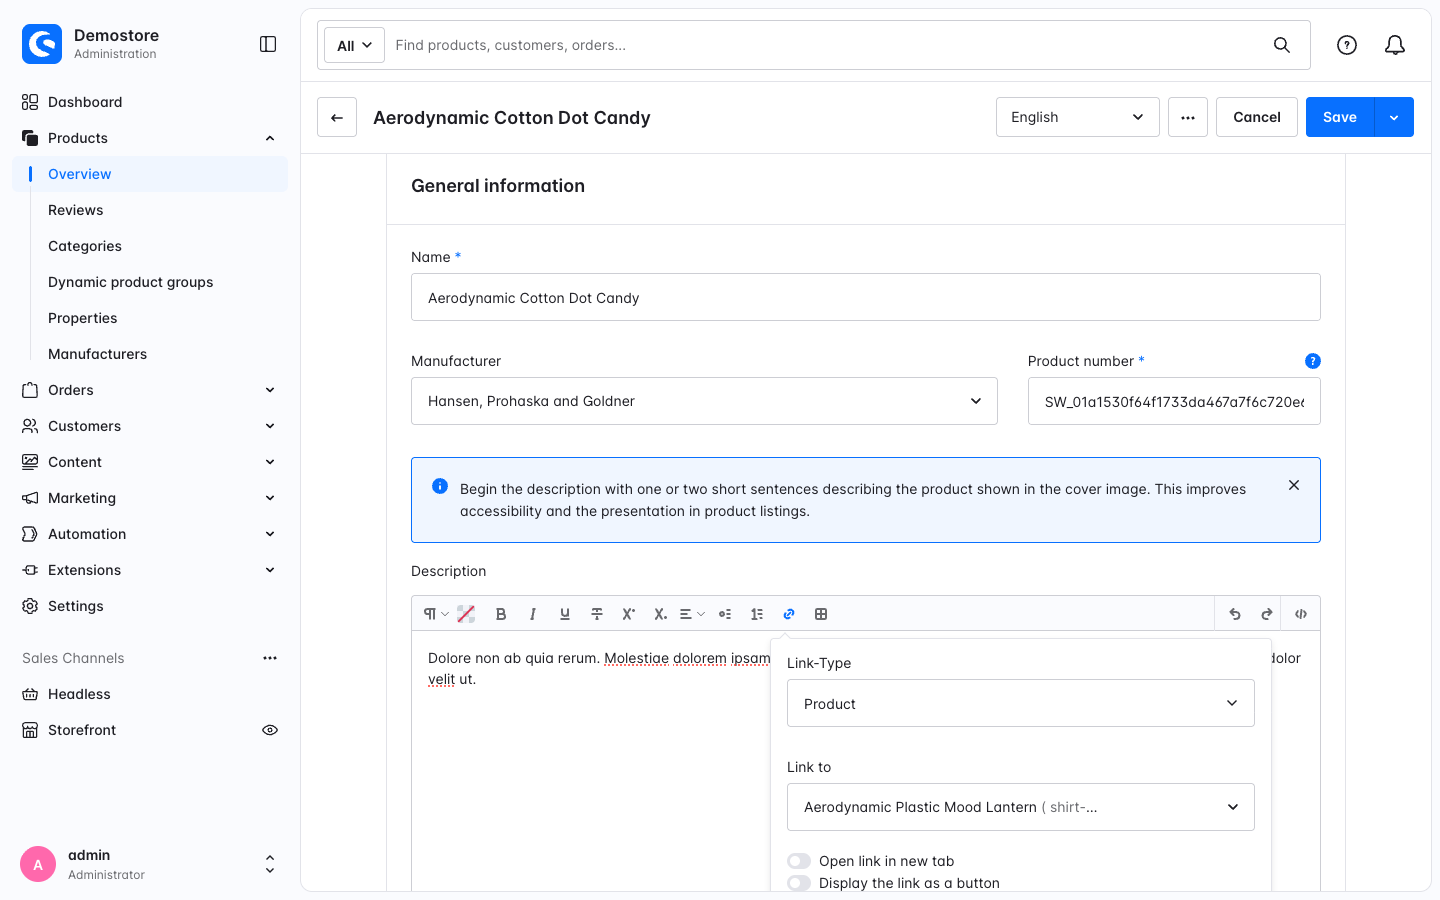 Demostore
Administration
Dashboard
Products
Overview
Reviews
Categories
Dynamic product groups
Properties
Manufacturers
Orders
Customers
Content
Marketing
Automation
Extensions
Settings
Sales Channels
Headless
Storefront
A
admin
Administrator
All
Find products, customers, orders...
Aerodynamic Cotton Dot Candy
English
Cancel
Save
General information
Name *
Aerodynamic Cotton Dot Candy
Manufacturer
Product number *
Hansen, Prohaska and Goldner
SW_01a1530f64f1733da467a7f6c720e6
Begin the description with one or two short sentences describing the product shown in the cover image. This improves
accessibility and the presentation in product listings.
Description
Dolore non ab quia rerum. Molestiae dolorem ipsam dolor
velit ut.
Link-Type
Product
Link to
Aerodynamic Plastic Mood Lantern ( shirt-...
Open link in new tab
Display the link as a button